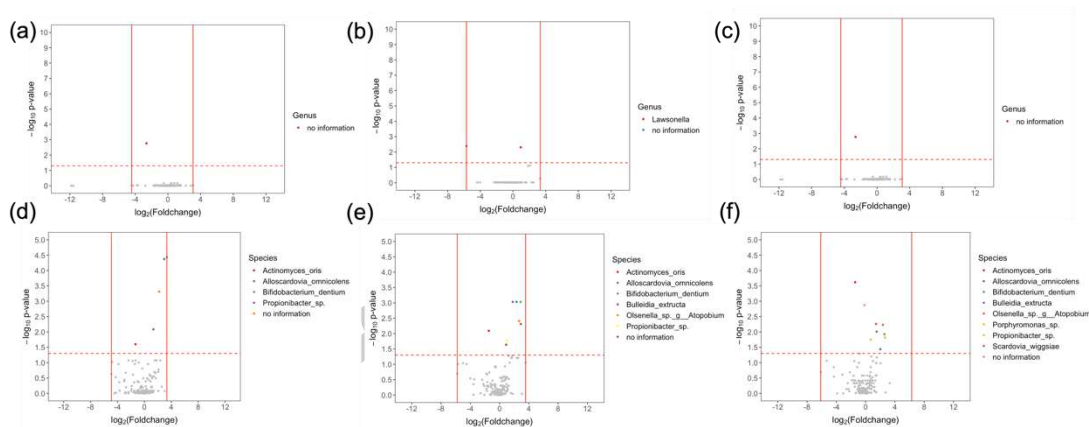 (a)
10
9
8
7
6
5
4
3
2
1
0
− log10 p-value
-12 -8 -4 0 4 8 12
log2(Foldchange)
Genus
no information
(b)
10
9
8
7
6
5
4
3
2
1
0
− log10 p-value
-12 -8 -4 0 4 8 12
log2(Foldchange)
Genus
Lawsonella
no information
(c)
10
9
8
7
6
5
4
3
2
1
0
− log10 p-value
-12 -8 -4 0 4 8 12
log2(Foldchange)
Genus
no information
(d)
5.0
4.5
4.0
3.5
3.0
2.5
2.0
1.5
1.0
0.5
0.0
− log10 p-value
-12 -8 -4 0 4 8 12
log2(Foldchange)
Species
Actinomyces_oris
Alloscardovia_omnicolens
Bifidobacterium_dentium
Propionibacter_sp.
no information
(e)
5.0
4.5
4.0
3.5
3.0
2.5
2.0
1.5
1.0
0.5
0.0
− log10 p-value
-12 -8 -4 0 4 8 12
log2(Foldchange)
Species
Actinomyces_oris
Alloscardovia_omnicolens
Bifidobacterium_dentium
Bulleidia_extructa
Olsenella_sp._g__Atopobium
Propionibacter_sp.
no information
(f)
5.0
4.5
4.0
3.5
3.0
2.5
2.0
1.5
1.0
0.5
0.0
− log10 p-value
-12 -8 -4 0 4 8 12
log2(Foldchange)
Species
Actinomyces_oris
Alloscardovia_omnicolens
Bifidobacterium_dentium
Bulleidia_extructa
Olsenella_sp._g__Atopobium
Porphyromonas_sp.
Propionibacter_sp.
Scardovia_wiggsiae
no information